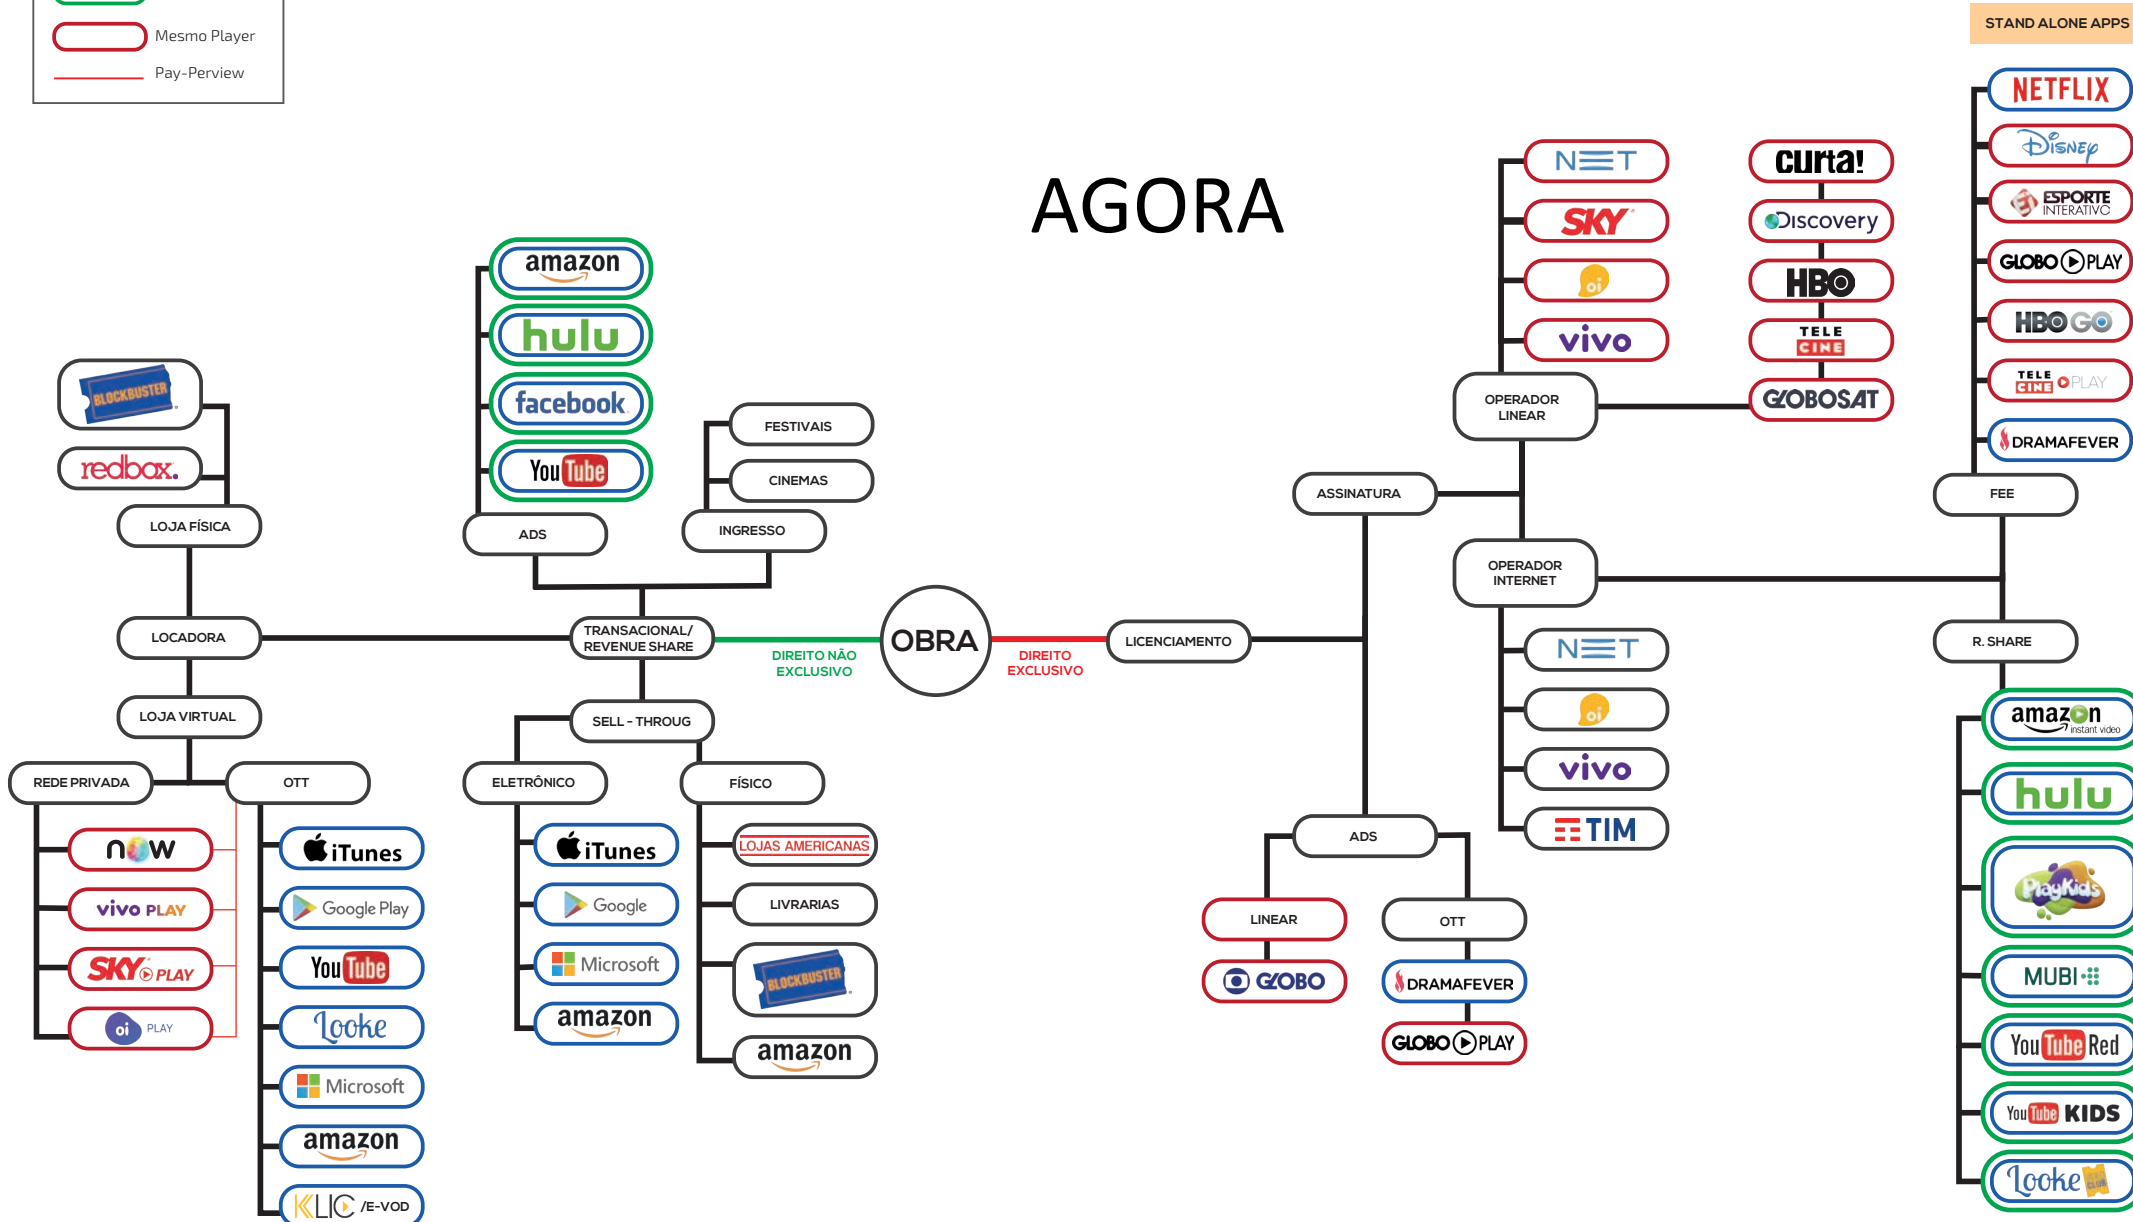 Mesmo Player
Pay-Perview
STAND ALONE APPS
AGORA
BLOCKBUSTER
redbox.
LOJA FÍSICA
LOCADORA
LOJA VIRTUAL
REDE PRIVADA
OTT
now
vivo PLAY
SKY PLAY
oi PLAY
iTunes
Google Play
YouTube
Looke
Microsoft
amazon
KLIC /E-VOD
amazon
hulu
facebook
YouTube
ADS
FESTIVAIS
CINEMAS
INGRESSO
TRANSACIONAL/
REVENUE SHARE
SELL - THROUG
ELETRÔNICO
FÍSICO
iTunes
Google
Microsoft
amazon
LOJAS AMERICANAS
LIVRARIAS
BLOCKBUSTER
amazon
DIREITO NÃO
EXCLUSIVO
OBRA
DIREITO
EXCLUSIVO
LICENCIAMENTO
ASSINATURA
OPERADOR
LINEAR
NET
SKY
oi
vivo
curta!
Discovery
HBO
TELE
CINE
GLOBOSAT
OPERADOR
INTERNET
NET
oi
vivo
TIM
ADS
LINEAR
GLOBO
OTT
DRAMAFEVER
GLOBO PLAY
NETFLIX
Disney
ESPORTE
INTERATIVO
GLOBO PLAY
HBO GO
TELE
CINE PLAY
DRAMAFEVER
FEE
R. SHARE
amazon
instant video
hulu
PlayKids
MUBI
YouTube Red
YouTube KIDS
Looke